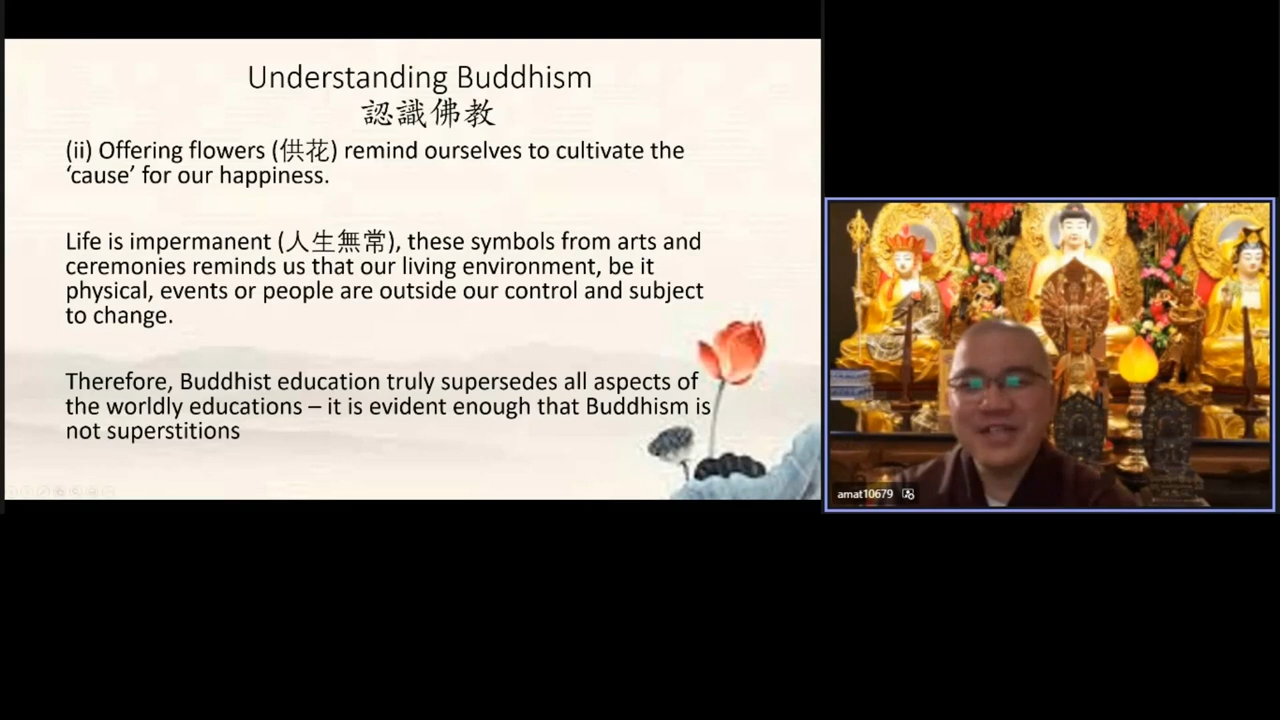 Understanding Buddhism
認識佛教
(ii) Offering flowers (供花) remind ourselves to cultivate the
‘cause’ for our happiness.
Life is impermanent (人生無常), these symbols from arts and
ceremonies reminds us that our living environment, be it
physical, events or people are outside our control and subject
to change.
Therefore, Buddhist education truly supersedes all aspects of
the worldly educations – it is evident enough that Buddhism is
not superstitions
amat10679